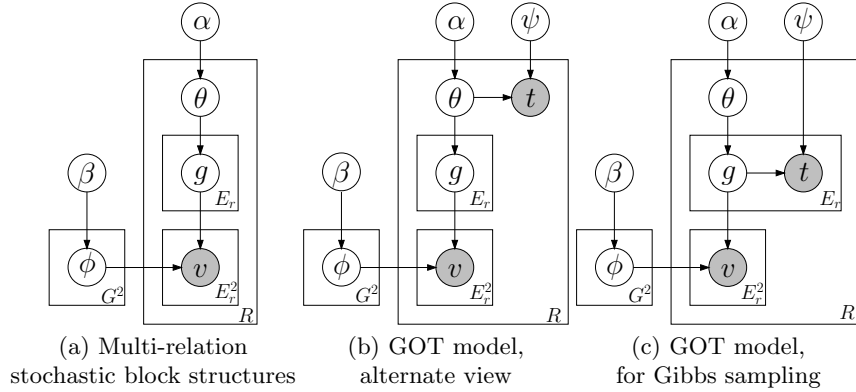 α
θ
g
E_r
β
ϕ
G^2
v
E_r^2
R
(a) Multi-relation
stochastic block structures
α
ψ
θ
t
g
E_r
β
ϕ
G^2
v
E_r^2
R
(b) GOT model,
alternate view
α
ψ
θ
g
t
E_r
β
ϕ
G^2
v
E_r^2
R
(c) GOT model,
for Gibbs sampling